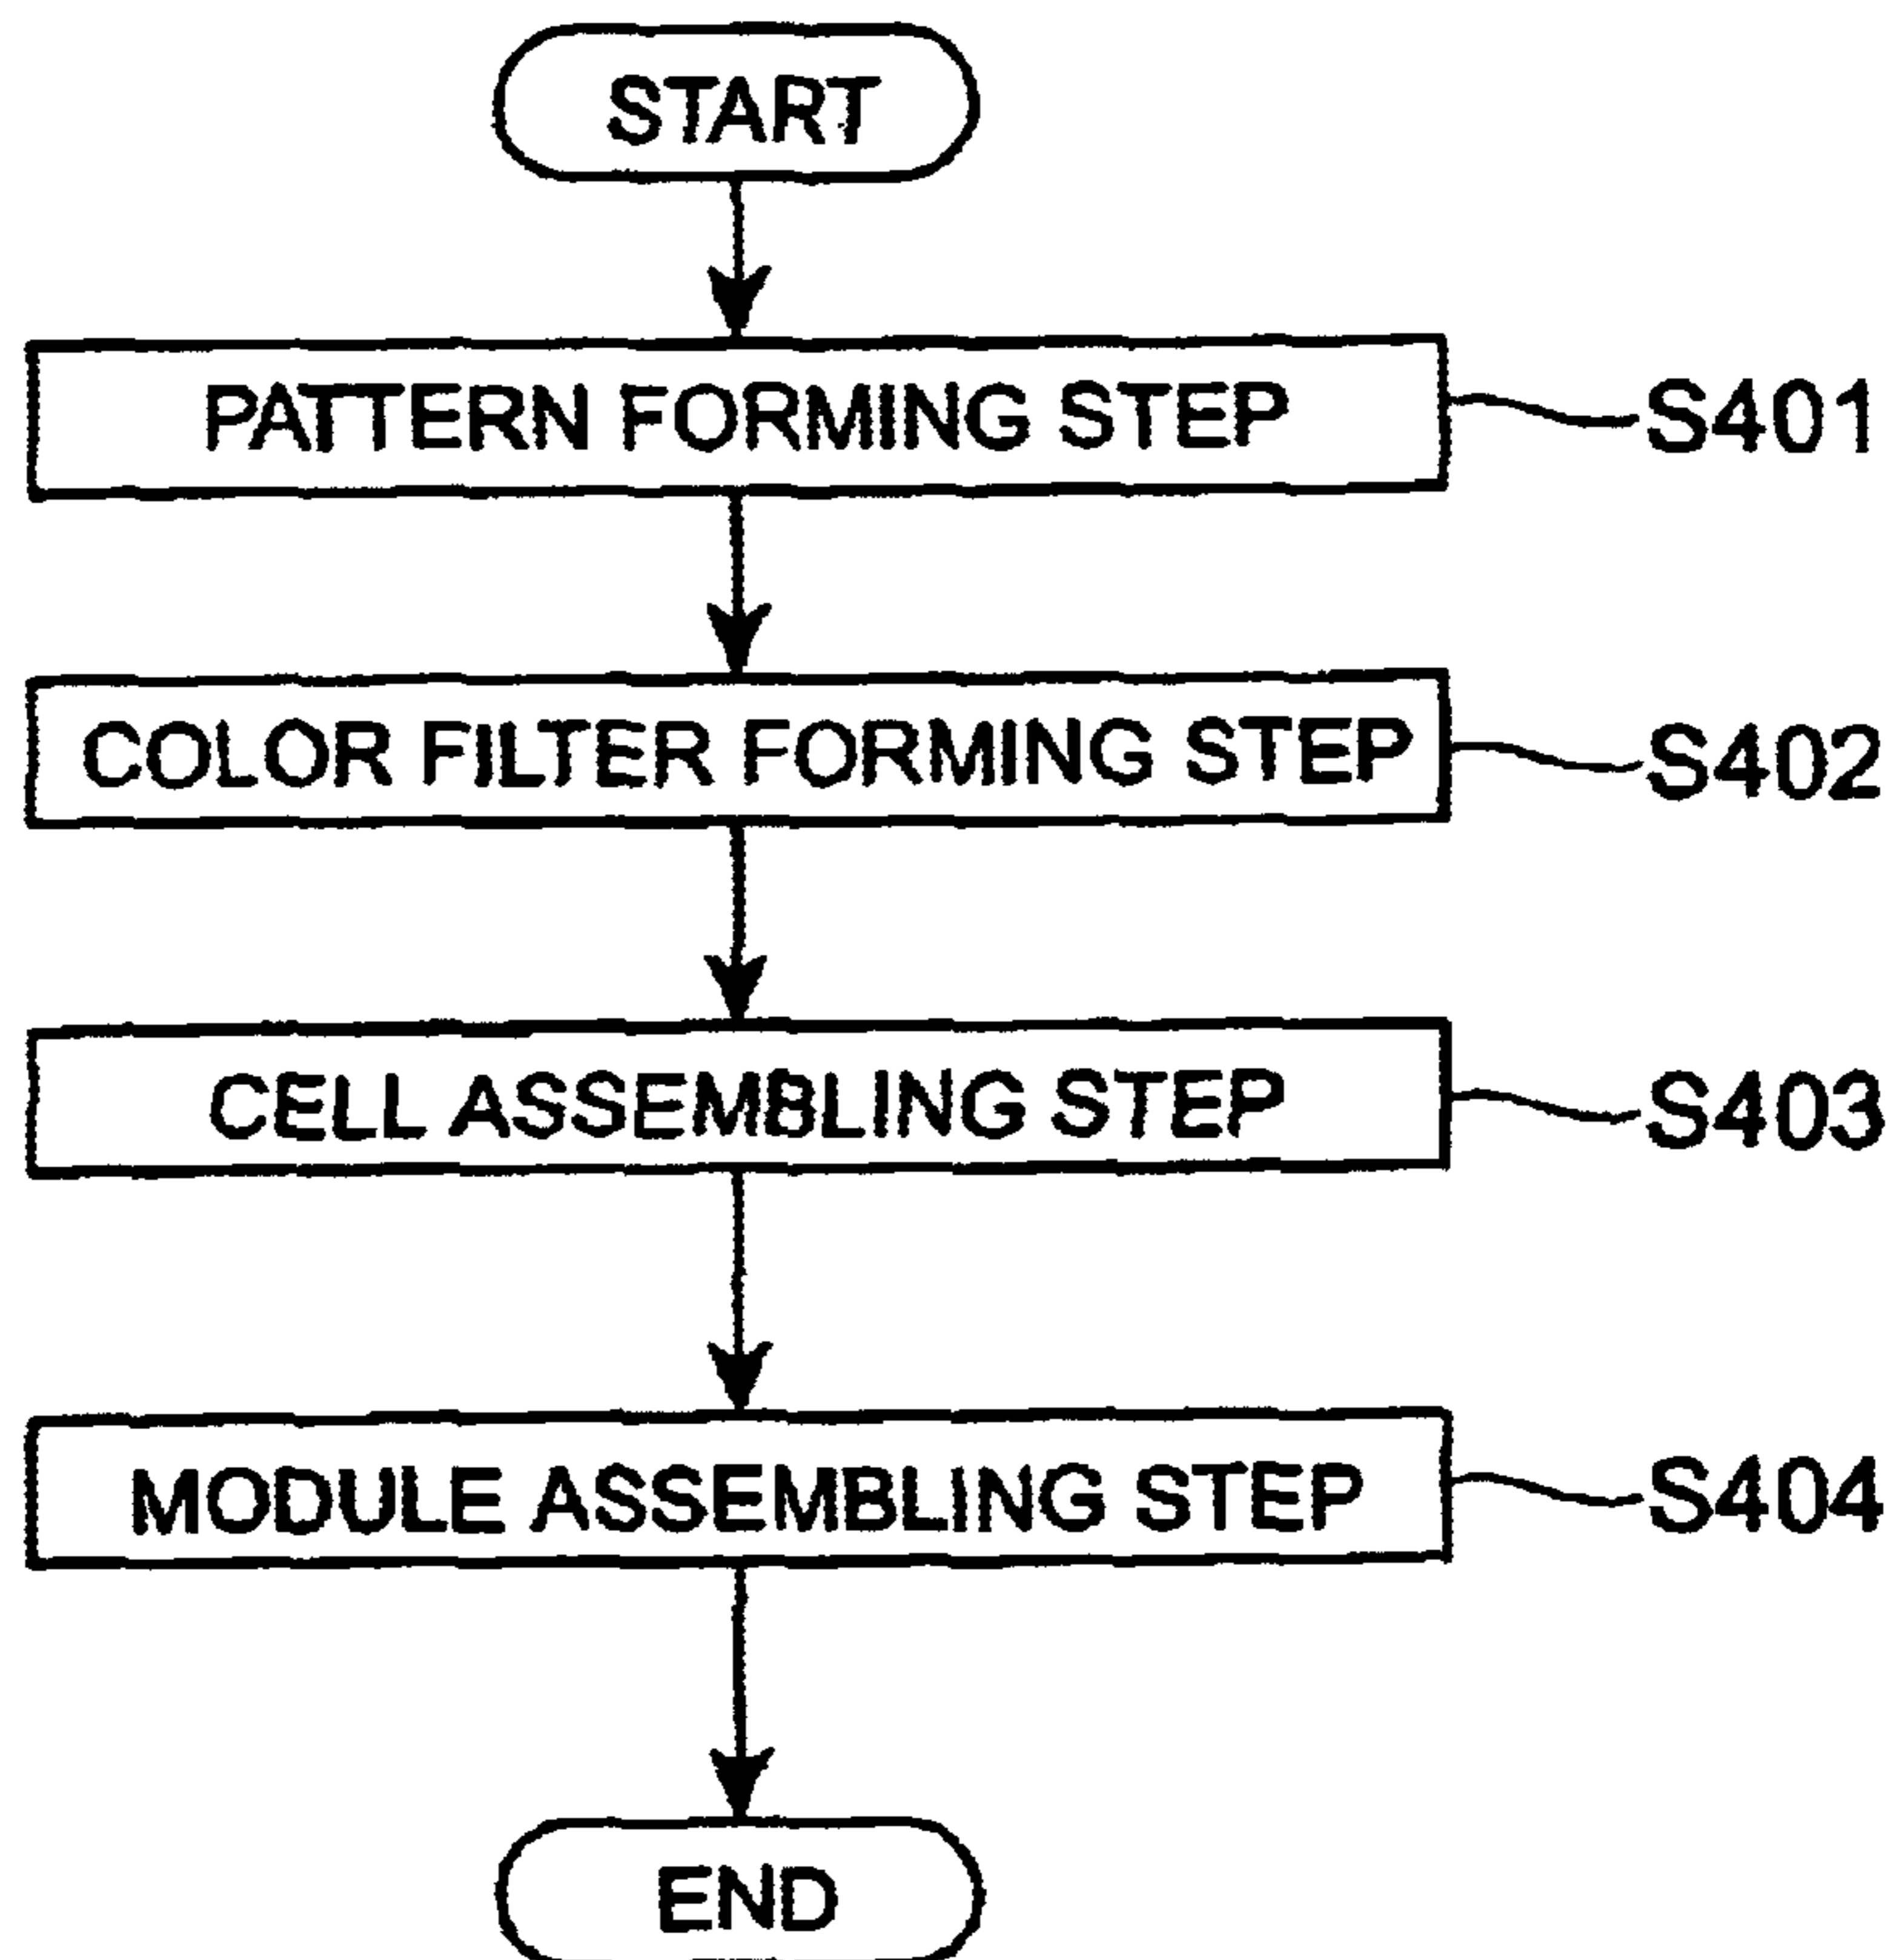 START
PATTERN FORMING STEP
S401
COLOR FILTER FORMING STEP
S402
CELL ASSEMBLING STEP
S403
MODULE ASSEMBLING STEP
S404
END